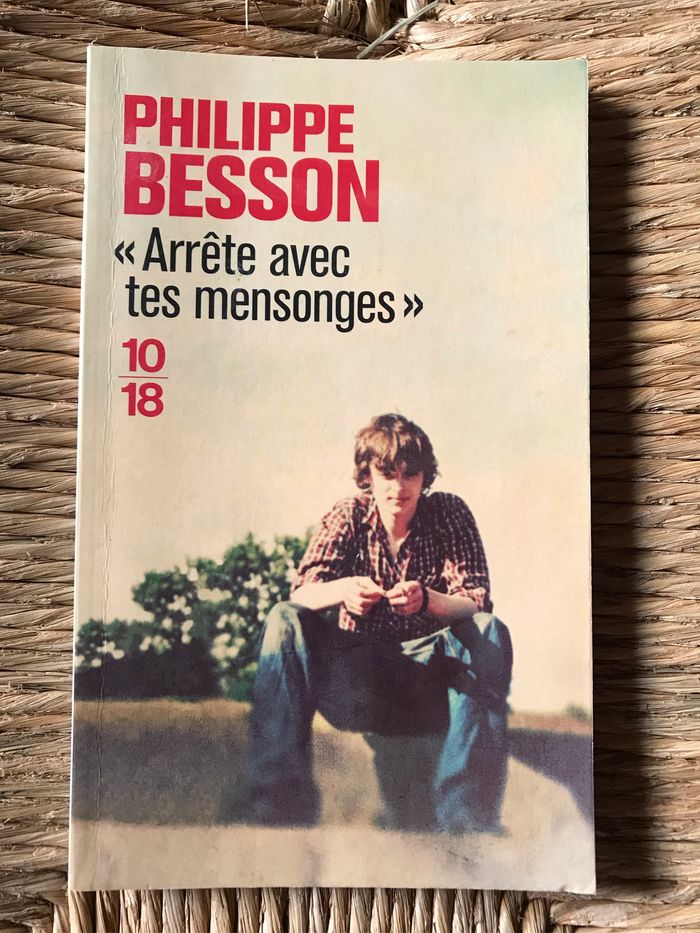 PHILIPPE
BESSON
« Arrête avec
tes mensonges »
10
18